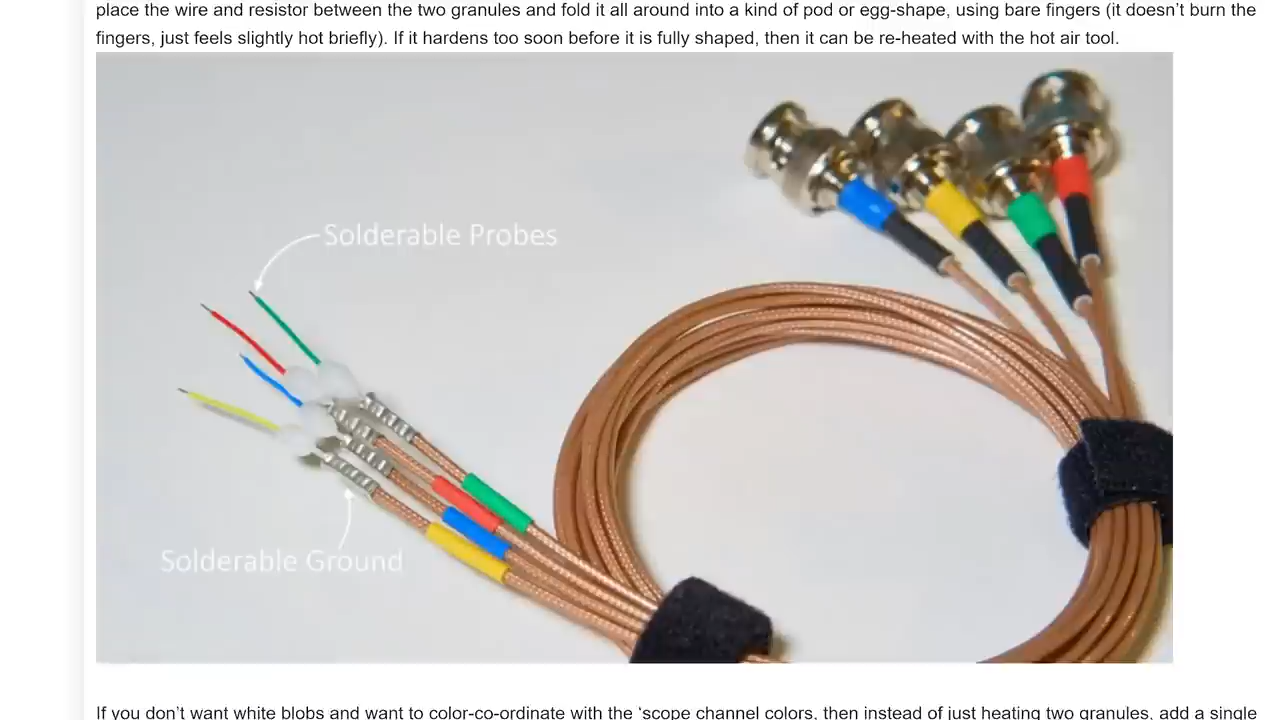 place the wire and resistor between the two granules and fold it all around into a kind of pod or egg-shape, using bare fingers (it doesn’t burn the
fingers, just feels slightly hot briefly). If it hardens too soon before it is fully shaped, then it can be re-heated with the hot air tool.
Solderable Probes
Solderable Ground
If you don’t want white blobs and want to color-co-ordinate with the ‘scope channel colors, then instead of just heating two granules, add a single